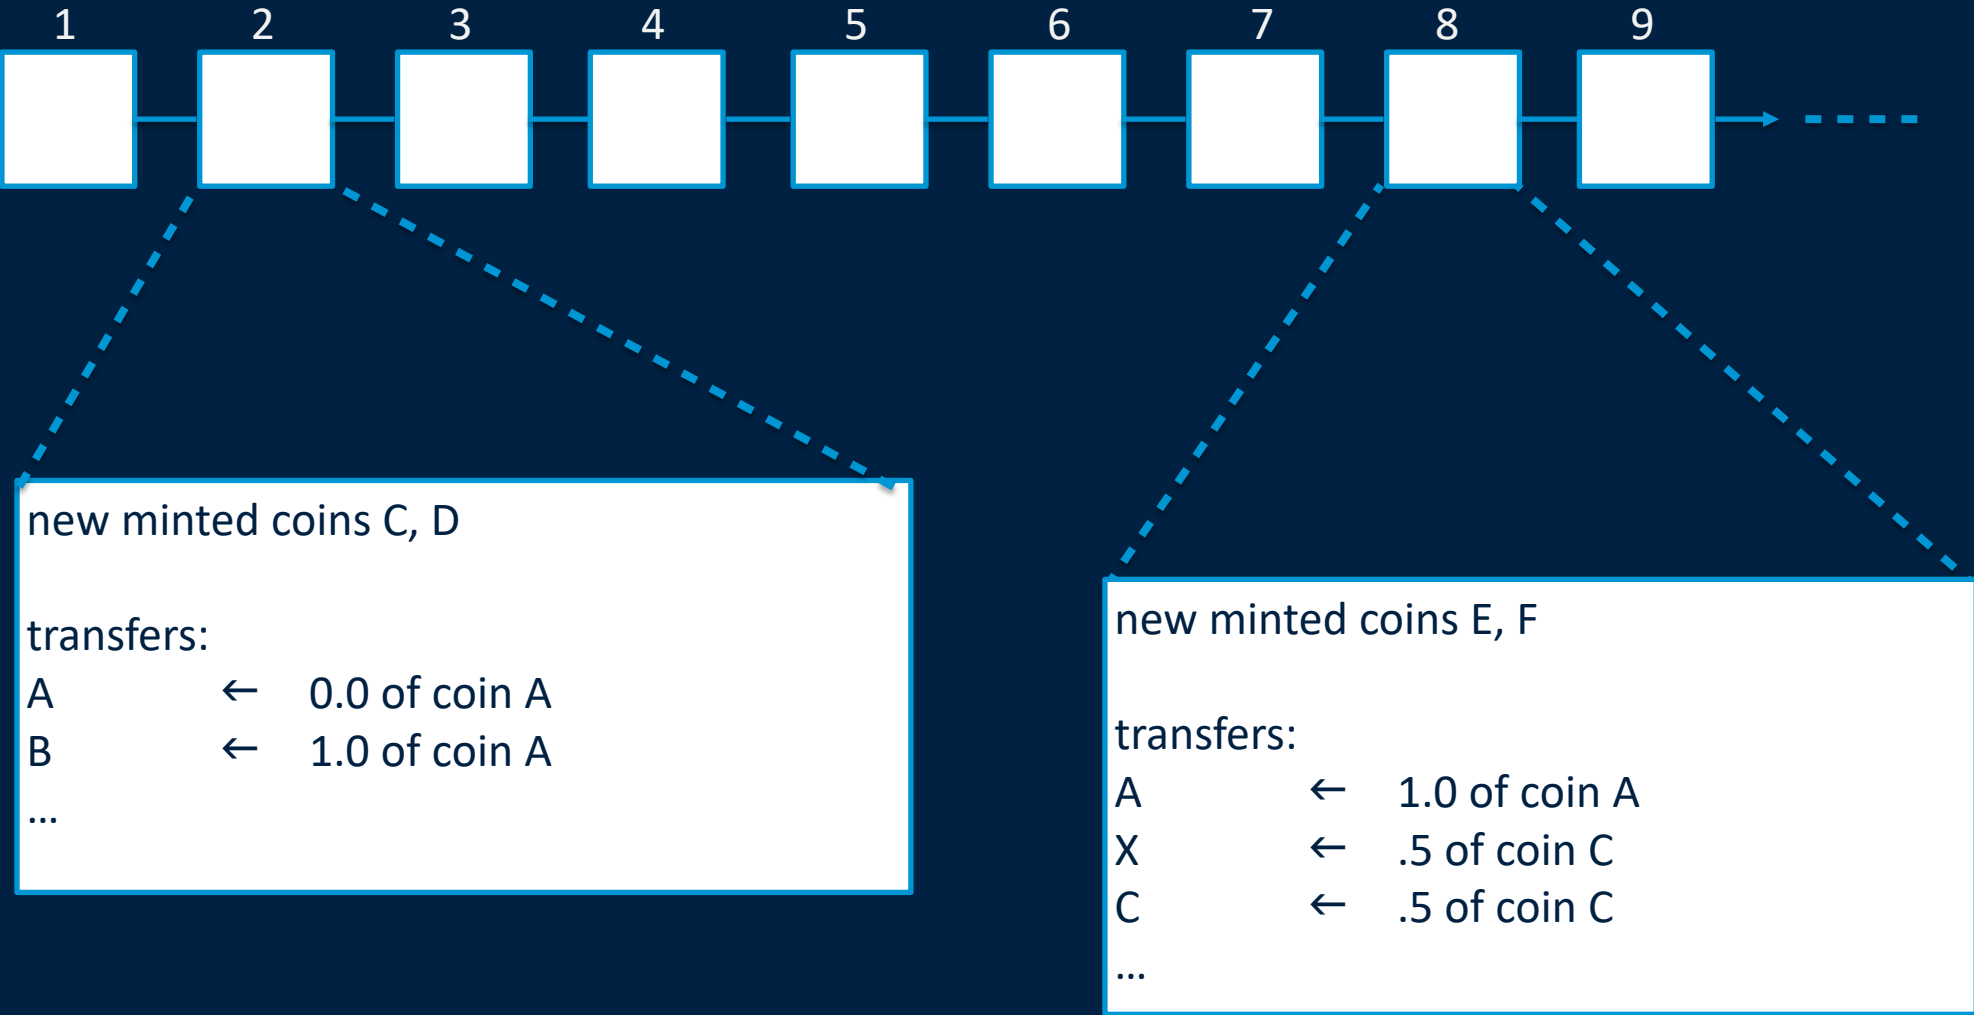 1 2 3 4 5 6 7 8 9
new minted coins C, D
transfers:
A ← 0.0 of coin A
B ← 1.0 of coin A
...
new minted coins E, F
transfers:
A ← 1.0 of coin A
X ← .5 of coin C
C ← .5 of coin C
...